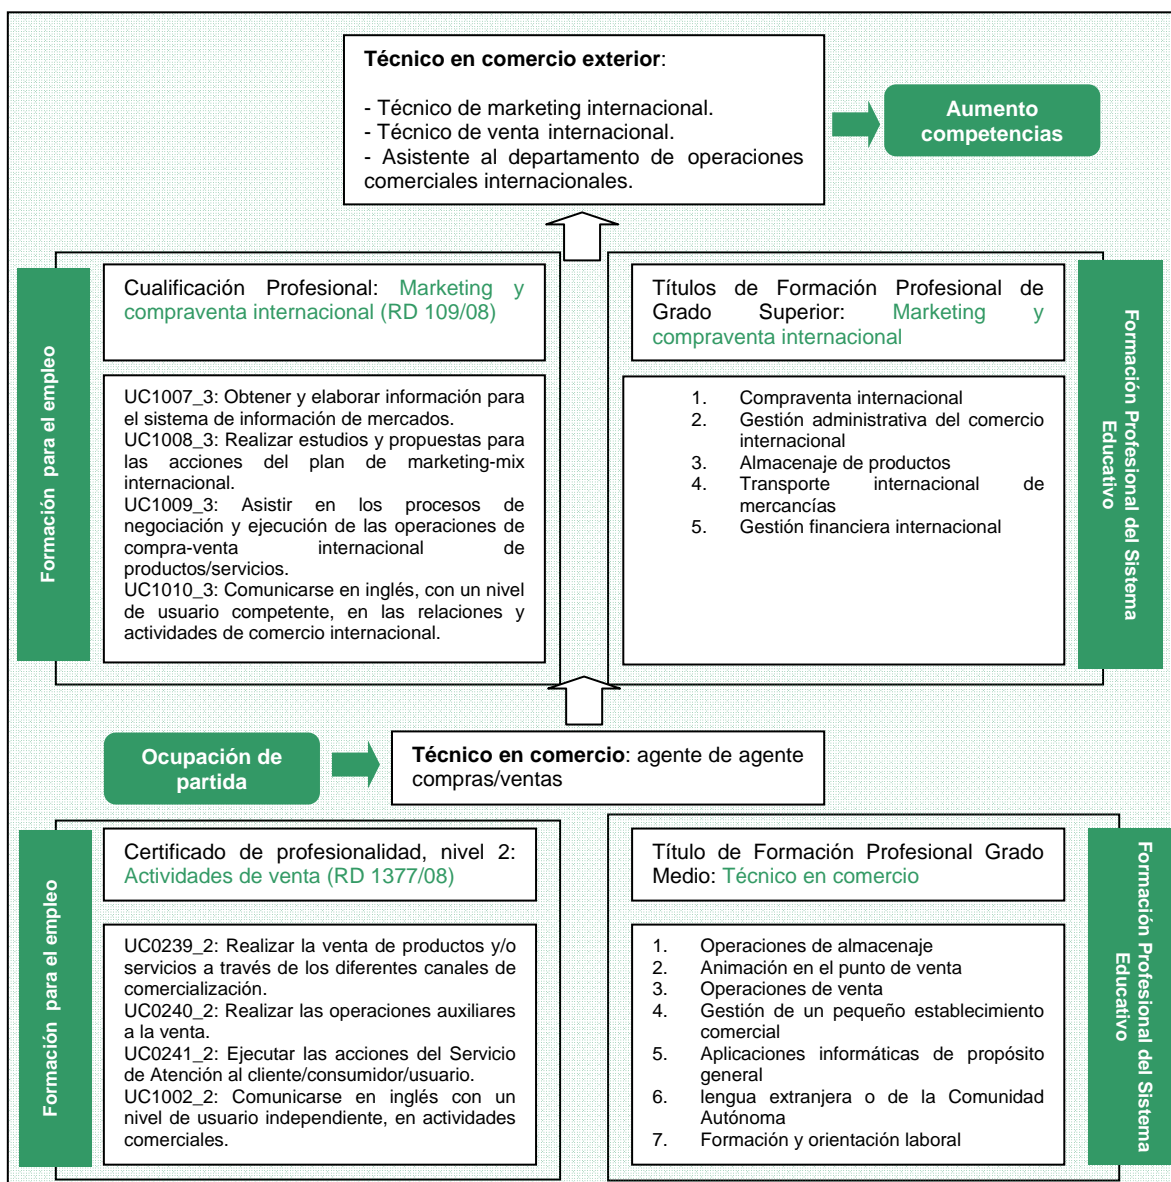 Técnico en comercio exterior:
- Técnico de marketing internacional.
- Técnico de venta internacional.
- Asistente al departamento de operaciones
comerciales internacionales.
Aumento
competencias
Formación para el empleo
Cualificación Profesional: Marketing y
compraventa internacional (RD 109/08)
UC1007_3: Obtener y elaborar información para
el sistema de información de mercados.
UC1008_3: Realizar estudios y propuestas para
las acciones del plan de marketing-mix
internacional.
UC1009_3: Asistir en los procesos de
negociación y ejecución de las operaciones de
compra-venta internacional de
productos/servicios.
UC1010_3: Comunicarse en inglés, con un nivel
de usuario competente, en las relaciones y
actividades de comercio internacional.
Títulos de Formación Profesional de
Grado Superior: Marketing y
compraventa internacional
1. Compraventa internacional
2. Gestión administrativa del comercio
internacional
3. Almacenaje de productos
4. Transporte internacional de
mercancías
5. Gestión financiera internacional
Formación Profesional del Sistema
Educativo
Ocupación de
partida
Técnico en comercio: agente de agente
compras/ventas
Formación para el empleo
Certificado de profesionalidad, nivel 2:
Actividades de venta (RD 1377/08)
UC0239_2: Realizar la venta de productos y/o
servicios a través de los diferentes canales de
comercialización.
UC0240_2: Realizar las operaciones auxiliares
a la venta.
UC0241_2: Ejecutar las acciones del Servicio
de Atención al cliente/consumidor/usuario.
UC1002_2: Comunicarse en inglés con un
nivel de usuario independiente, en actividades
comerciales.
Título de Formación Profesional Grado
Medio: Técnico en comercio
1. Operaciones de almacenaje
2. Animación en el punto de venta
3. Operaciones de venta
4. Gestión de un pequeño establecimiento
comercial
5. Aplicaciones informáticas de propósito
general
6. lengua extranjera o de la Comunidad
Autónoma
7. Formación y orientación laboral
Formación Profesional del Sistema
Educativo